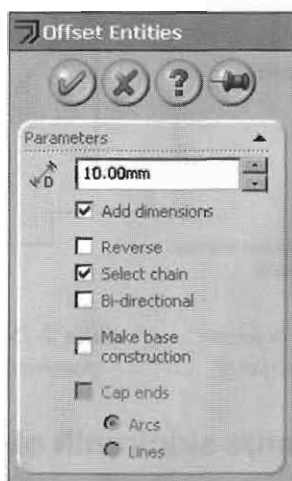 Offset Entities
?
Parameters
D
10.00mm
Add dimensions
Reverse
Select chain
Bi-directional
Make base
construction
Cap ends
Arcs
Lines